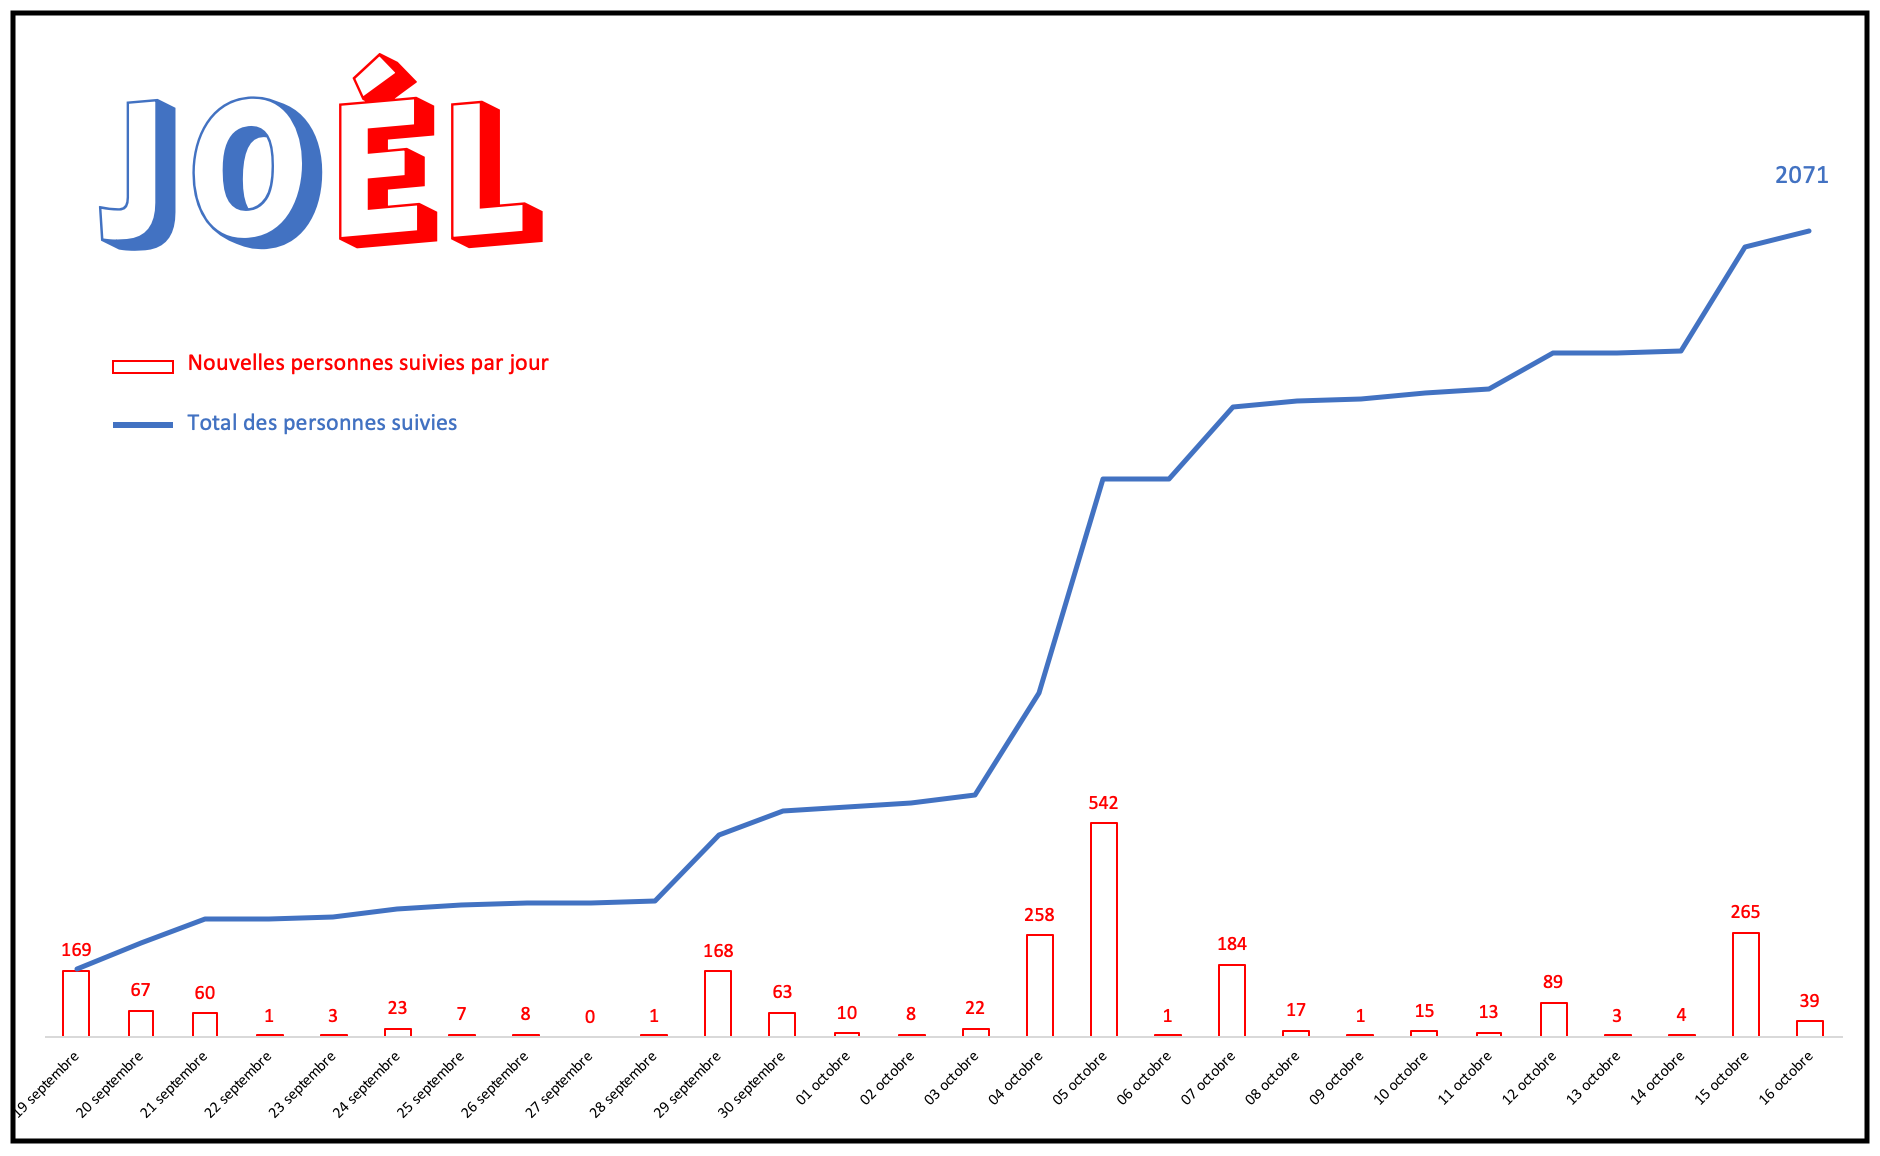 JOÉL
2071
Nouvelles personnes suivies par jour
Total des personnes suivies
169
67
60
1
3
23
7
8
0
1
168
63
10
8
22
258
542
1
184
17
1
15
13
89
3
4
265
39
19 septembre
20 septembre
21 septembre
22 septembre
23 septembre
24 septembre
25 septembre
26 septembre
27 septembre
28 septembre
29 septembre
30 septembre
01 octobre
02 octobre
03 octobre
04 octobre
05 octobre
06 octobre
07 octobre
08 octobre
09 octobre
10 octobre
11 octobre
12 octobre
13 octobre
14 octobre
15 octobre
16 octobre